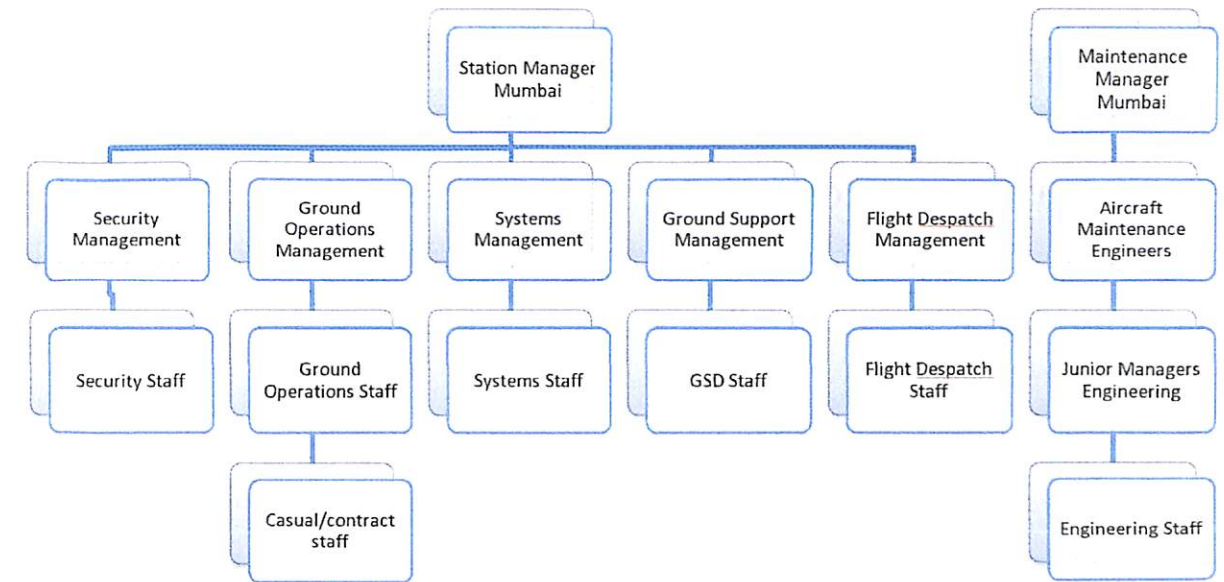 Station Manager
Mumbai
Maintenance
Manager
Mumbai
Security
Management
Ground
Operations
Management
Systems
Management
Ground Support
Management
Flight Despatch
Management
Aircraft
Maintenance
Engineers
Security Staff
Ground
Operations Staff
Systems Staff
GSD Staff
Flight Despatch
Staff
Junior Managers
Engineering
Casual/contract
staff
Engineering Staff